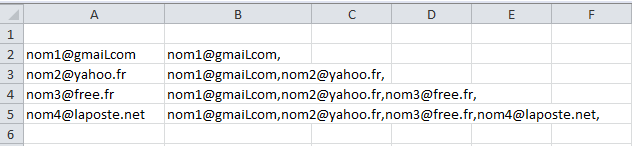 A B C D E F
1
2 nom1@gmail.com nom1@gmail.com,
3 nom2@yahoo.fr nom1@gmail.com,nom2@yahoo.fr,
4 nom3@free.fr nom1@gmail.com,nom2@yahoo.fr,nom3@free.fr,
5 nom4@laposte.net nom1@gmail.com,nom2@yahoo.fr,nom3@free.fr,nom4@laposte.net,
6